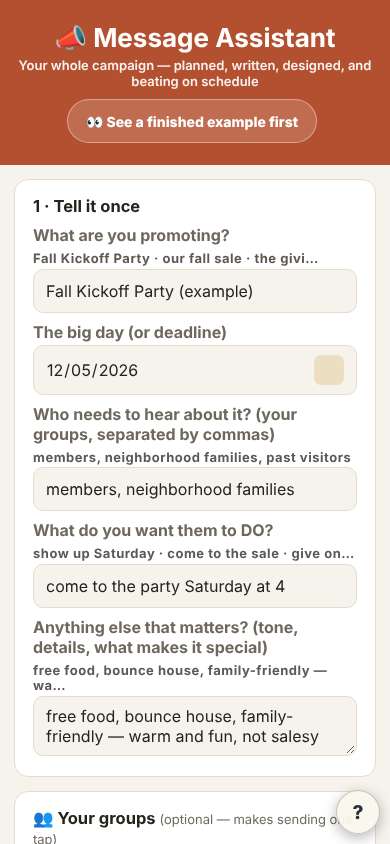 📣 Message Assistant
Your whole campaign — planned, written, designed, and
beating on schedule
👀 See a finished example first
1 · Tell it once
What are you promoting?
Fall Kickoff Party · our fall sale · the givi...
Fall Kickoff Party (example)
The big day (or deadline)
12/05/2026
Who needs to hear about it? (your
groups, separated by commas)
members, neighborhood families, past visitors
members, neighborhood families
What do you want them to DO?
show up Saturday · come to the sale · give on...
come to the party Saturday at 4
Anything else that matters? (tone,
details, what makes it special)
free food, bounce house, family-friendly —
wa...
free food, bounce house, family-
friendly — warm and fun, not salesy
👥 Your groups (optional — makes sending
tap)
?